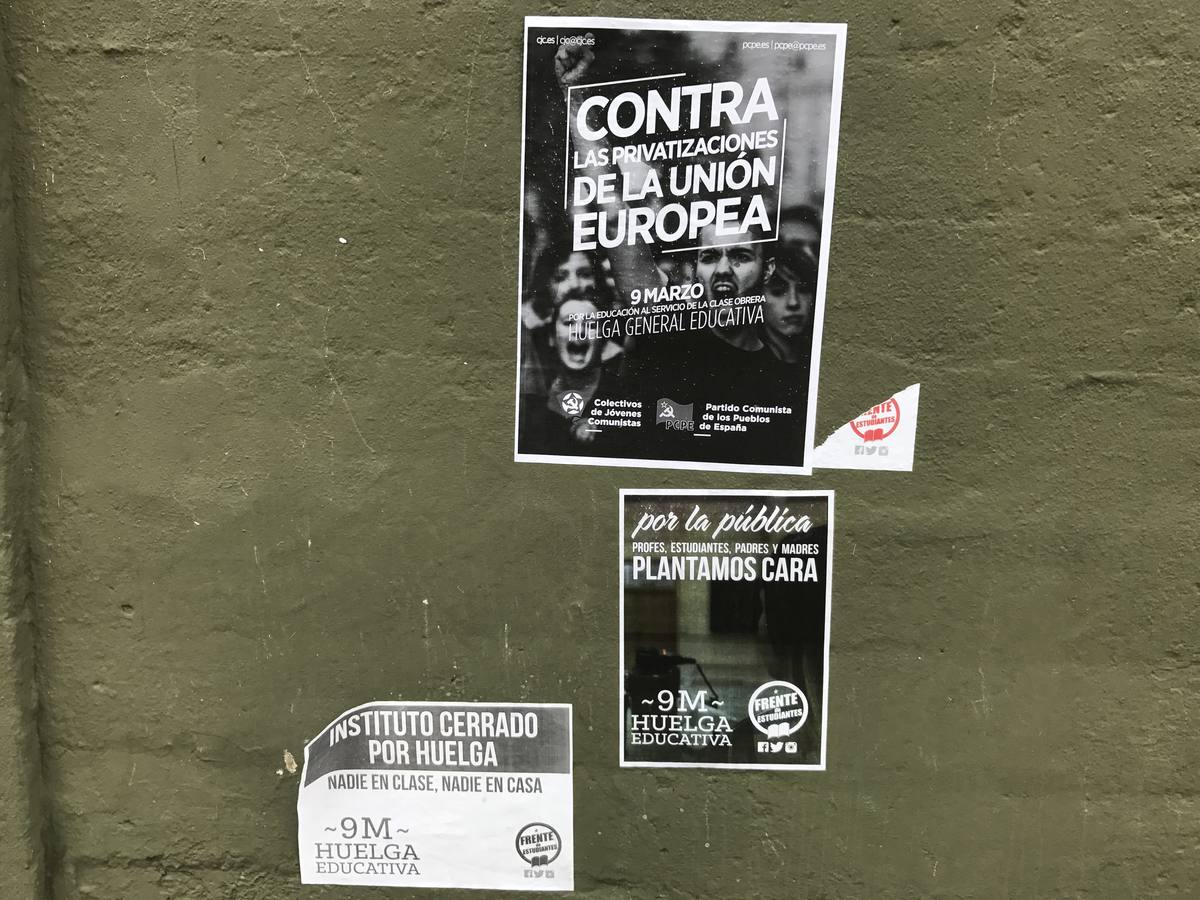 cjc.es | cjc@cjc.es
pcpe.es | pcpe@pcpe.es
CONTRA
LAS PRIVATIZACIONES
DE LA UNIÓN
EUROPEA
9 MARZO
POR LA EDUCACIÓN AL SERVICIO DE LA CLASE OBRERA
HUELGA GENERAL EDUCATIVA
Colectivos
de Jóvenes
Comunistas
PCPE
Partido Comunista
de los Pueblos
de España
FRENTE
de
ESTUDIANTES
por la pública
PROFES, ESTUDIANTES, PADRES Y MADRES
PLANTAMOS CARA
~9M~
HUELGA
EDUCATIVA
FRENTE
de
ESTUDIANTES
INSTITUTO CERRADO
POR HUELGA
NADIE EN CLASE, NADIE EN CASA
~9M~
HUELGA
EDUCATIVA
FRENTE
de
ESTUDIANTES